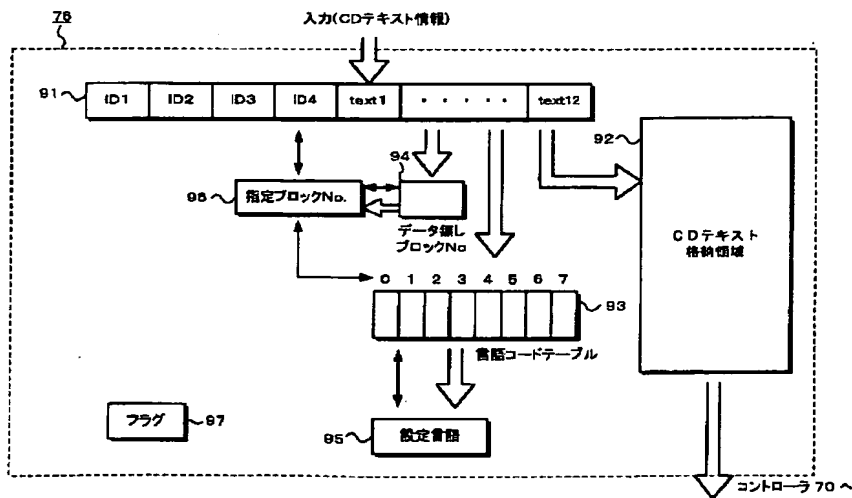 76
入力(CDテキスト情報)
91
ID1 ID2 ID3 ID4 text1 ・・・・・ text12
92
94
96
指定ブロックNo.
データ無し
ブロックNo
CDテキスト
格納領域
0 1 2 3 4 5 6 7
93
言語コードテーブル
フラグ
97
95
設定言語
コントローラ 70 へ